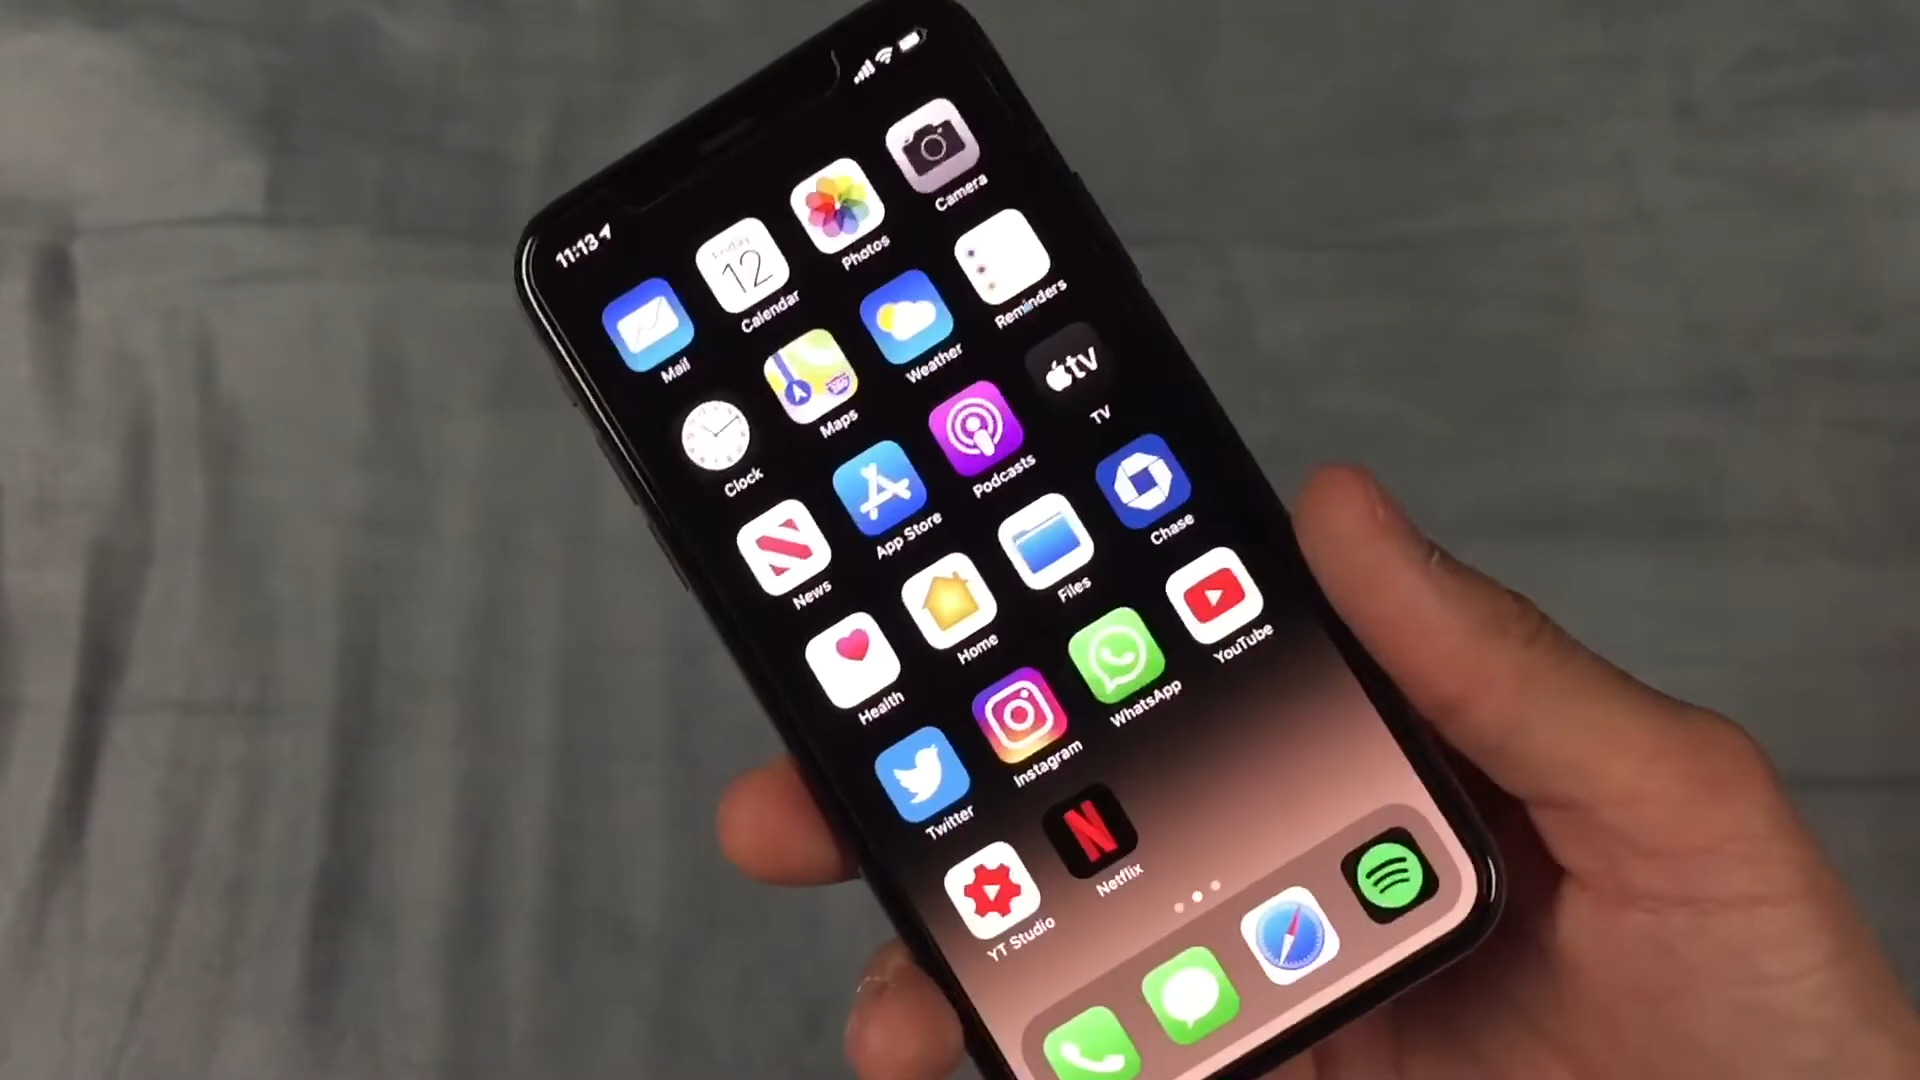 11:13
Mail
Friday
12
Calendar
Photos
Camera
Clock
280
Maps
Weather
Reminders
News
App Store
Podcasts
tv
TV
Health
Home
Files
Chase
Twitter
Instagram
WhatsApp
YouTube
YT Studio
N
Netflix